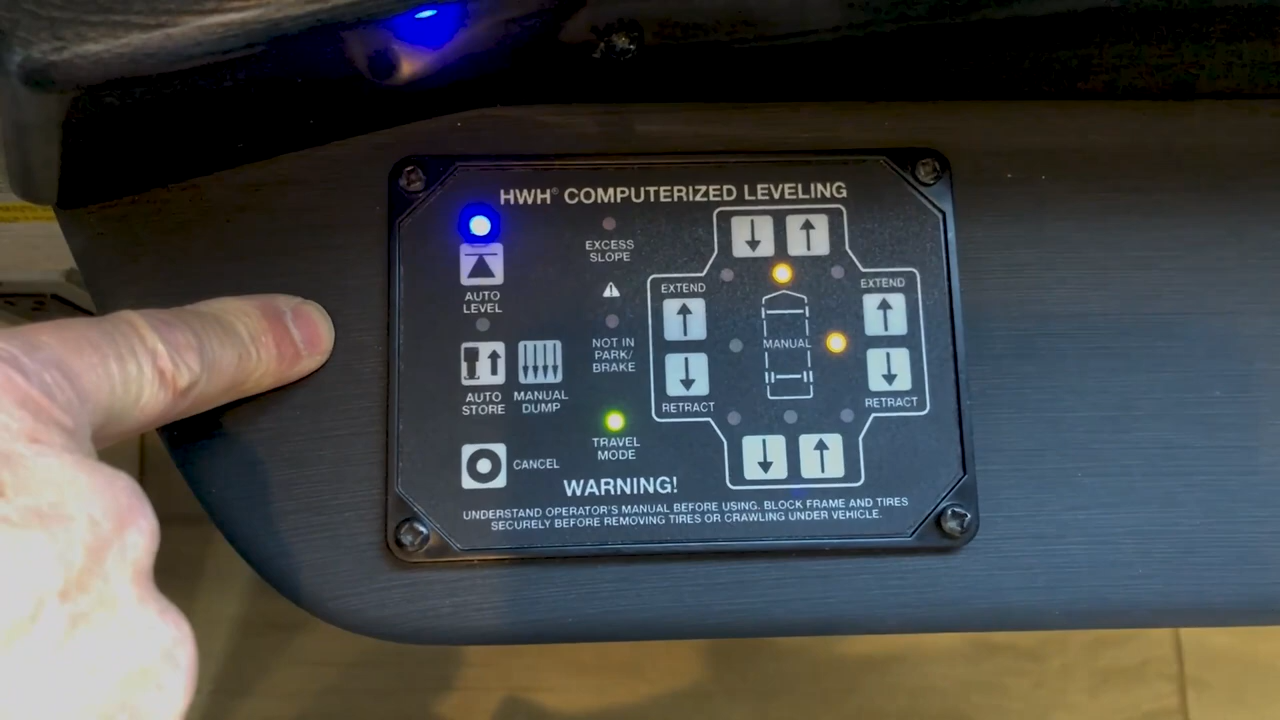 HWH® COMPUTERIZED LEVELING
AUTO
LEVEL
AUTO
STORE
MANUAL
DUMP
CANCEL
EXCESS
SLOPE
NOT IN
PARK/
BRAKE
TRAVEL
MODE
EXTEND
RETRACT
MANUAL
EXTEND
RETRACT
WARNING!
UNDERSTAND OPERATOR'S MANUAL BEFORE USING. BLOCK FRAME AND TIRES
SECURELY BEFORE REMOVING TIRES OR CRAWLING UNDER VEHICLE.